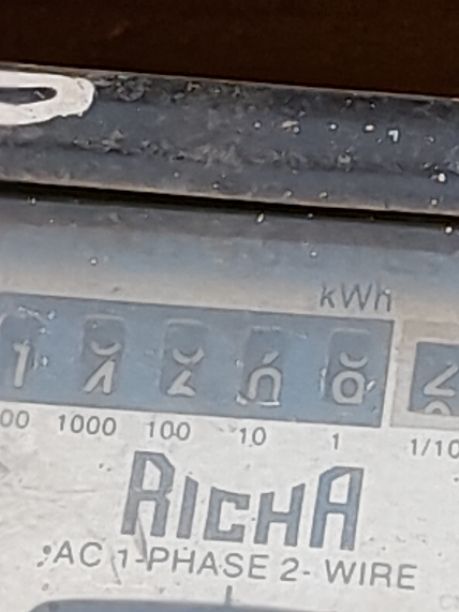 kWh
00 1000 100 10 1 1/10
RICHA
AC 1-PHASE 2- WIRE